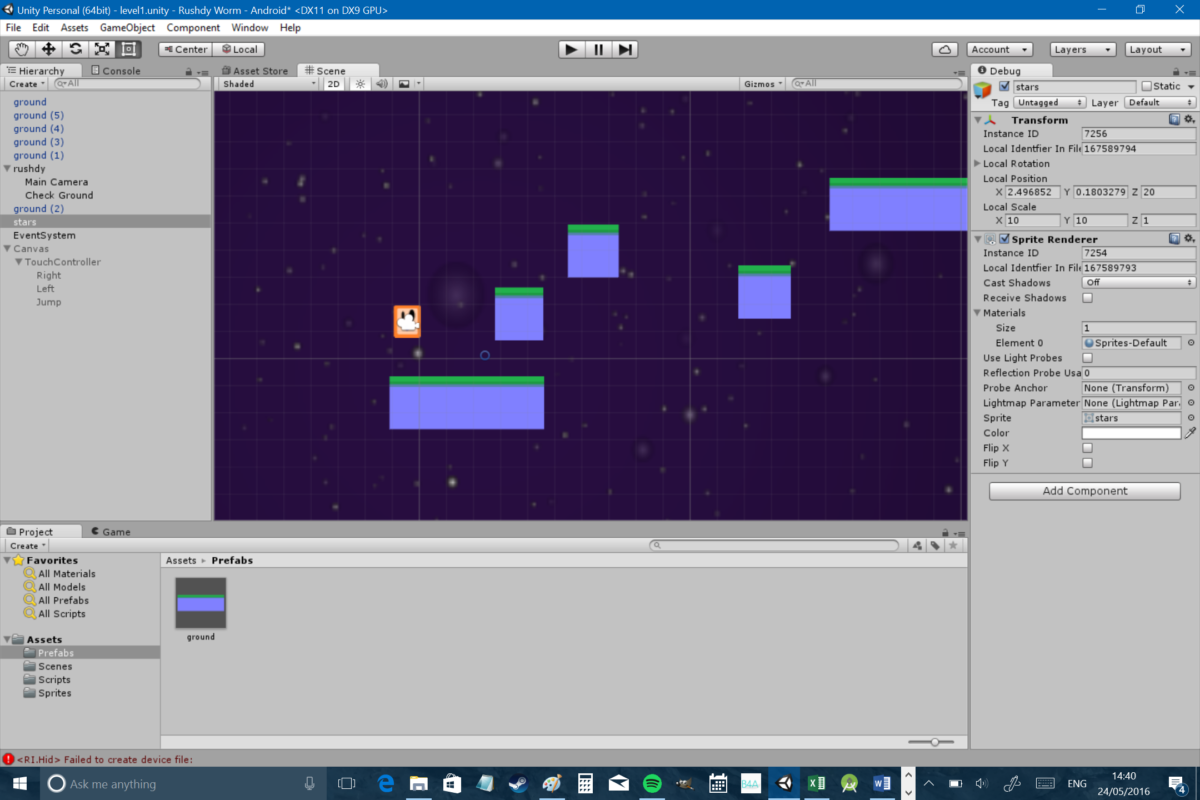 Unity Personal (64bit) - level1.unity - Rushdy Worm - Android* <DX11 on DX9 GPU>
File Edit Assets GameObject Component Window Help
Center Local Account Layers Layout
Hierarchy Console
Create All
ground
ground (5)
ground (4)
ground (3)
ground (1)
rushdy
Main Camera
Check Ground
ground (2)
stars
EventSystem
Canvas
TouchController
Right
Left
Jump
Asset Store Scene
Shaded 2D Gizmos All
Debug
stars Static
Tag Untagged Layer Default
Transform
Instance ID 7256
Local Identfier In File 167589794
Local Rotation
Local Position
X 2.496852 Y 0.1803279 Z 20
Local Scale
X 10 Y 10 Z 1
Sprite Renderer
Instance ID 7254
Local Identfier In File 167589793
Cast Shadows Off
Receive Shadows
Materials
Size 1
Element 0 Sprites-Default
Use Light Probes
Reflection Probe Usa 0
Probe Anchor None (Transform)
Lightmap Parameter None (Lightmap Par
Sprite stars
Color
Flip X
Flip Y
Add Component
Project Game
Create
Favorites
All Materials
All Models
All Prefabs
All Scripts
Assets
Prefabs
Scenes
Scripts
Sprites
Assets Prefabs
ground
<RI.Hid> Failed to create device file:
Ask me anything
B4A
ENG
14:40
24/05/2016
4